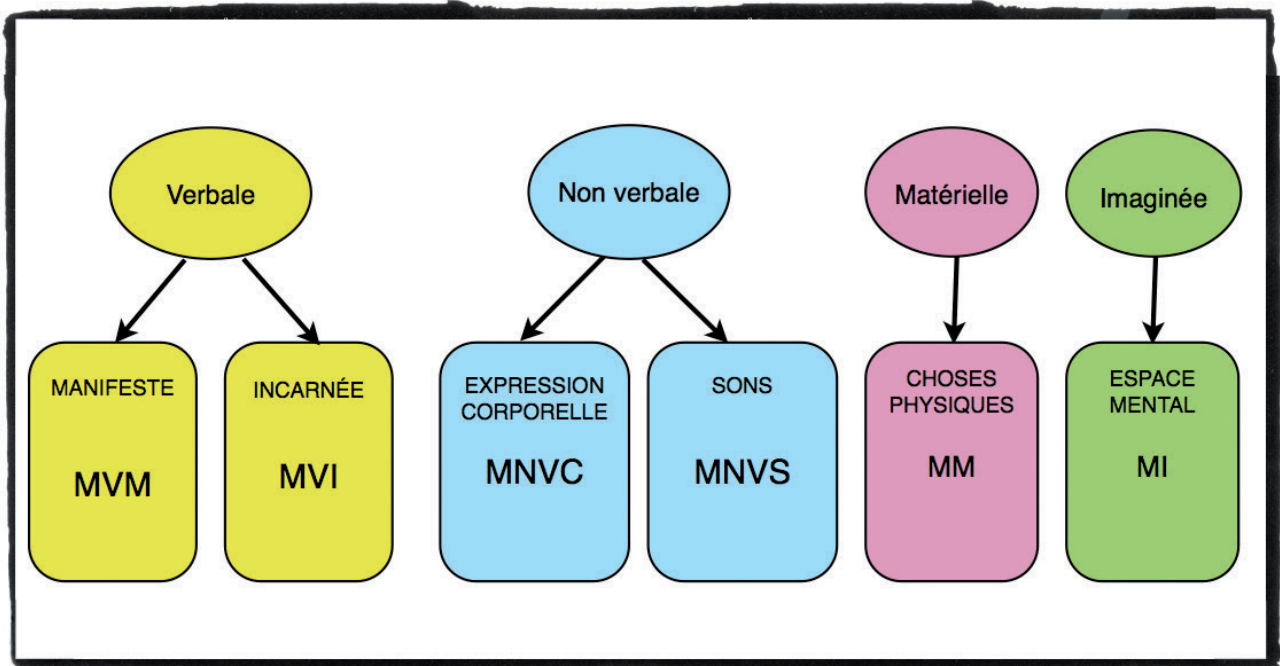 Verbale
Non verbale
Matérielle
Imaginée
MANIFESTE
MVM
INCARNÉE
MVI
EXPRESSION
CORPORELLE
MNVC
SONS
MNVS
CHOSES
PHYSIQUES
MM
ESPACE
MENTAL
MI